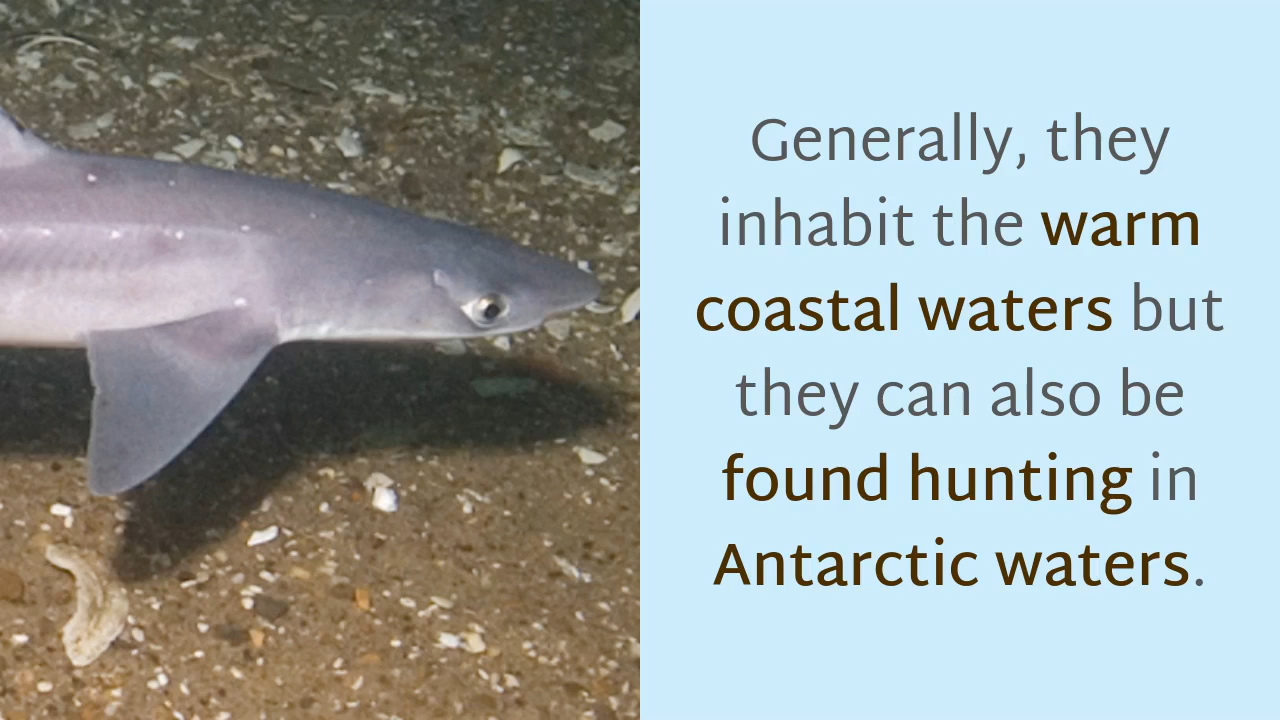 Generally, they
inhabit the warm
coastal waters but
they can also be
found hunting in
Antarctic waters.